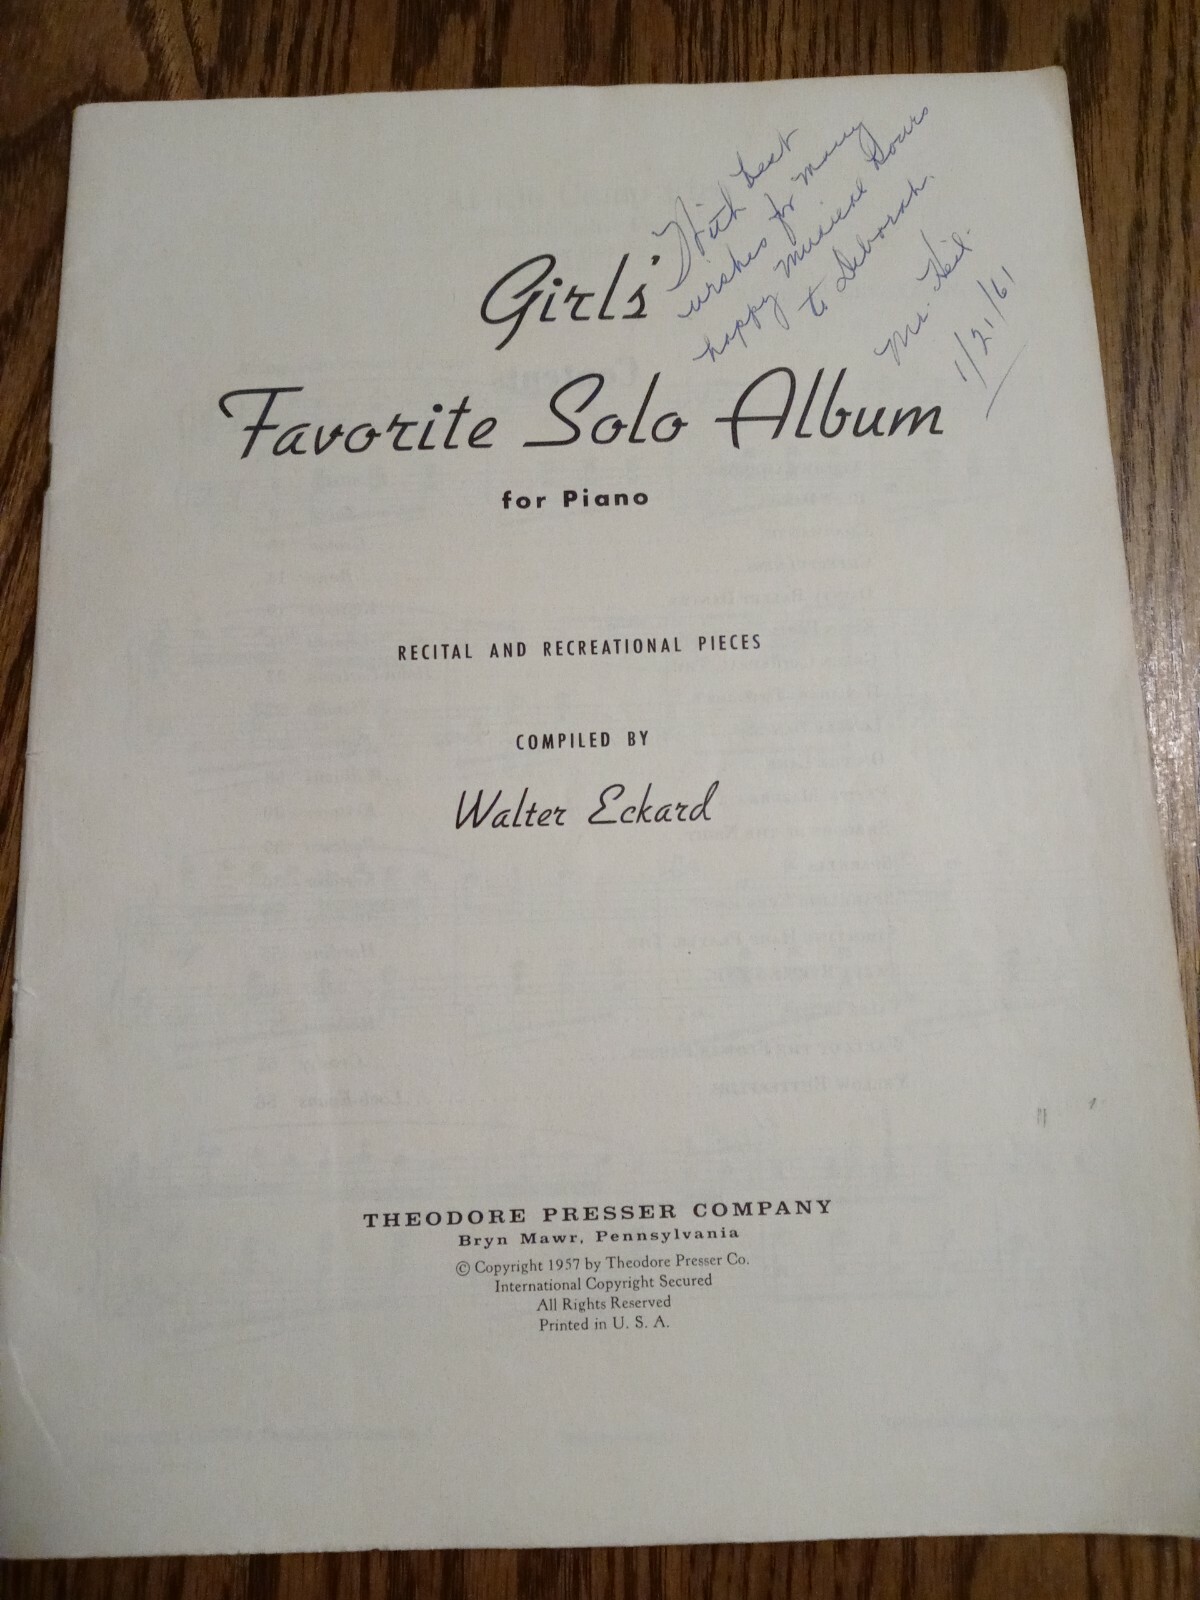 With best
wishes for many
happy musical hours
to Deborah.
Mr. Heil.
1/21/61
Girls'
Favorite Solo Album
for Piano
RECITAL AND RECREATIONAL PIECES
COMPILED BY
Walter Eckard
THEODORE PRESSER COMPANY
Bryn Mawr, Pennsylvania
© Copyright 1957 by Theodore Presser Co.
International Copyright Secured
All Rights Reserved
Printed in U. S. A.